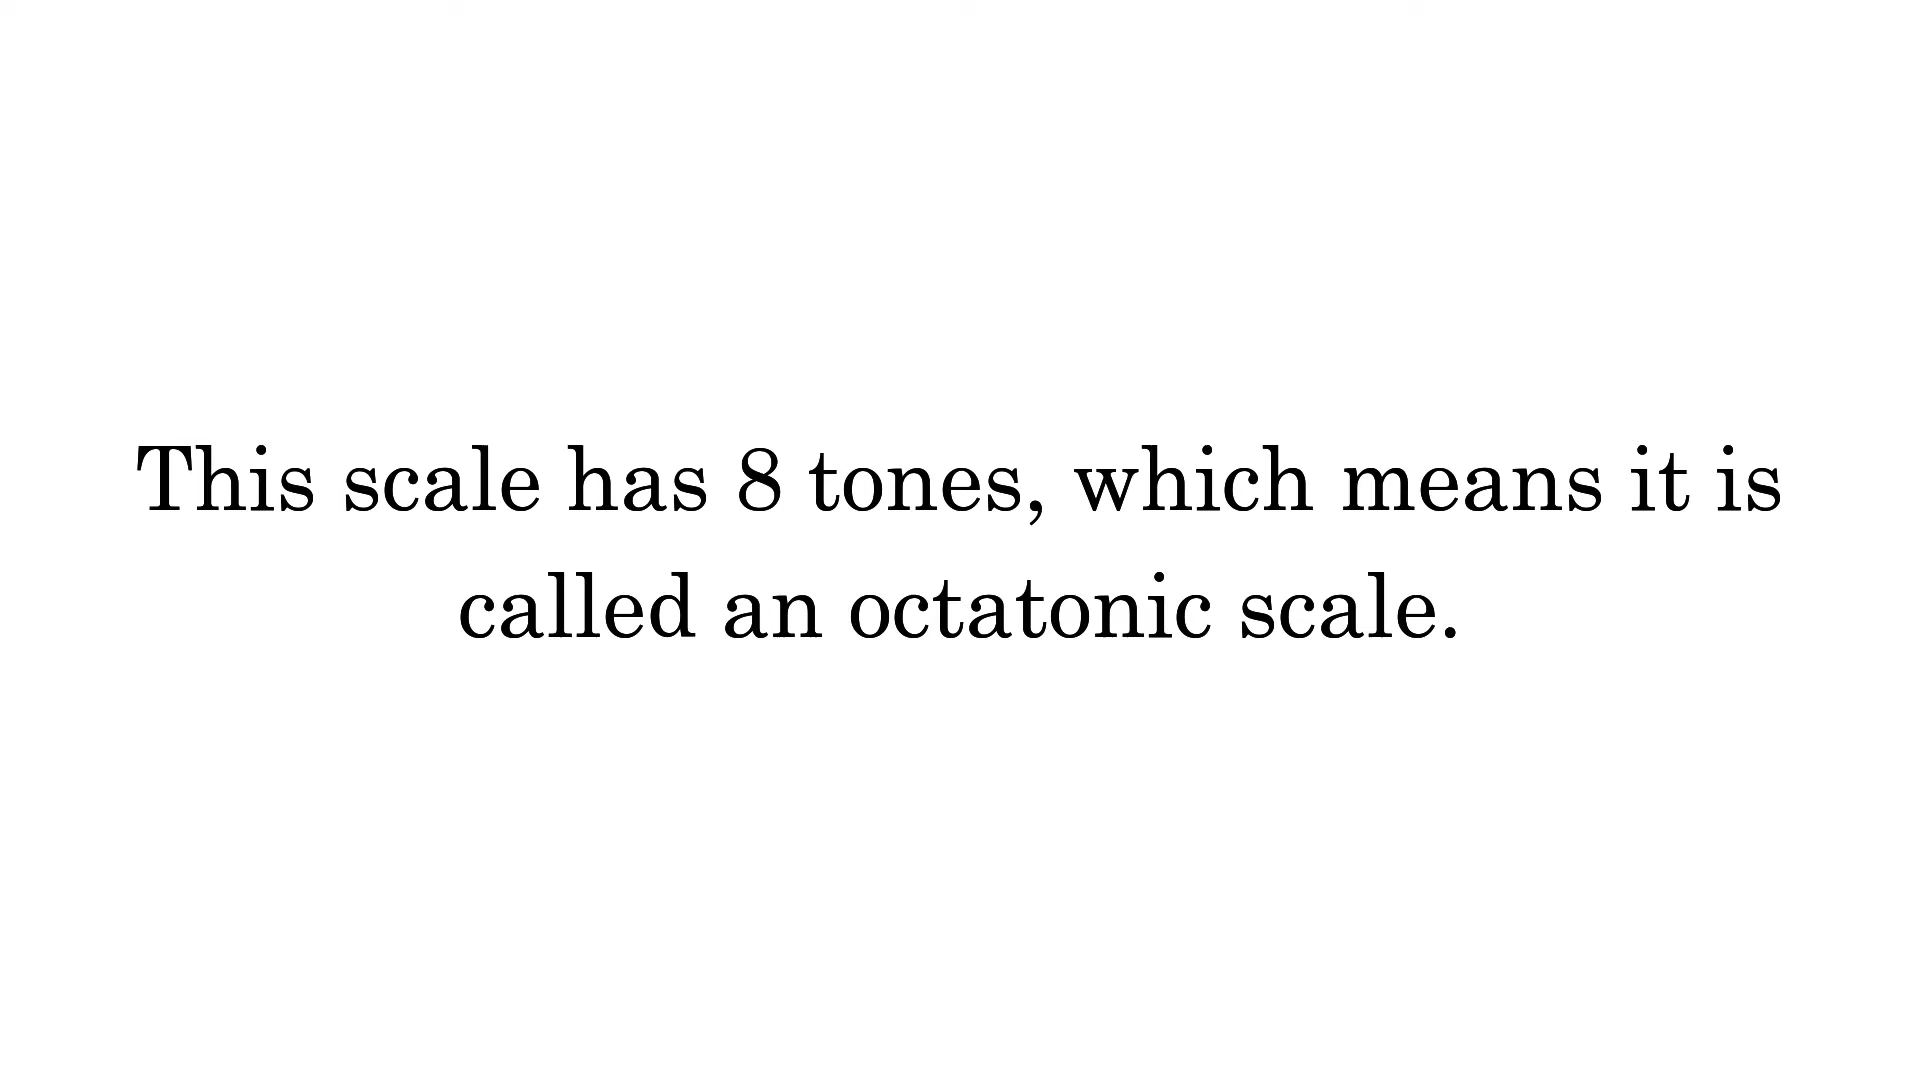 This scale has 8 tones, which means it is
called an octatonic scale.